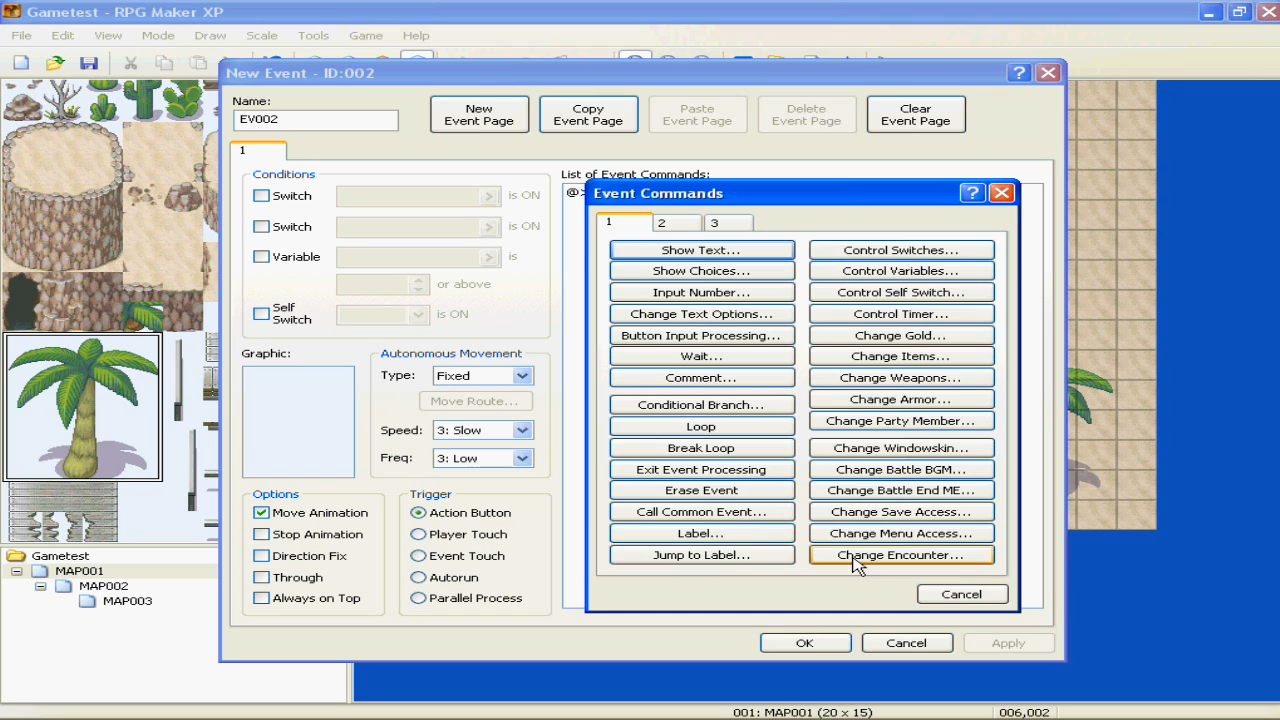 Gametest - RPG Maker XP
File Edit View Mode Draw Scale Tools Game Help
New Event - ID:002
Name:
EV002
New Event Page
Copy Event Page
Paste Event Page
Delete Event Page
Clear Event Page
1
Conditions
Switch is ON
Switch is ON
Variable is
or above
Self Switch is ON
Graphic:
Autonomous Movement
Type: Fixed
Move Route...
Speed: 3: Slow
Freq: 3: Low
Options
Move Animation
Stop Animation
Direction Fix
Through
Always on Top
Trigger
Action Button
Player Touch
Event Touch
Autorun
Parallel Process
List of Event Commands:
@>
Event Commands
1 2 3
Show Text...
Show Choices...
Input Number...
Change Text Options...
Button Input Processing...
Wait...
Comment...
Conditional Branch...
Loop
Break Loop
Exit Event Processing
Erase Event
Call Common Event...
Label...
Jump to Label...
Control Switches...
Control Variables...
Control Self Switch...
Control Timer...
Change Gold...
Change Items...
Change Weapons...
Change Armor...
Change Party Member...
Change Windowskin...
Change Battle BGM...
Change Battle End ME...
Change Save Access...
Change Menu Access...
Change Encounter...
Cancel
OK Cancel Apply
Gametest
MAP001
MAP002
MAP003
001: MAP001 (20 x 15) 006,002